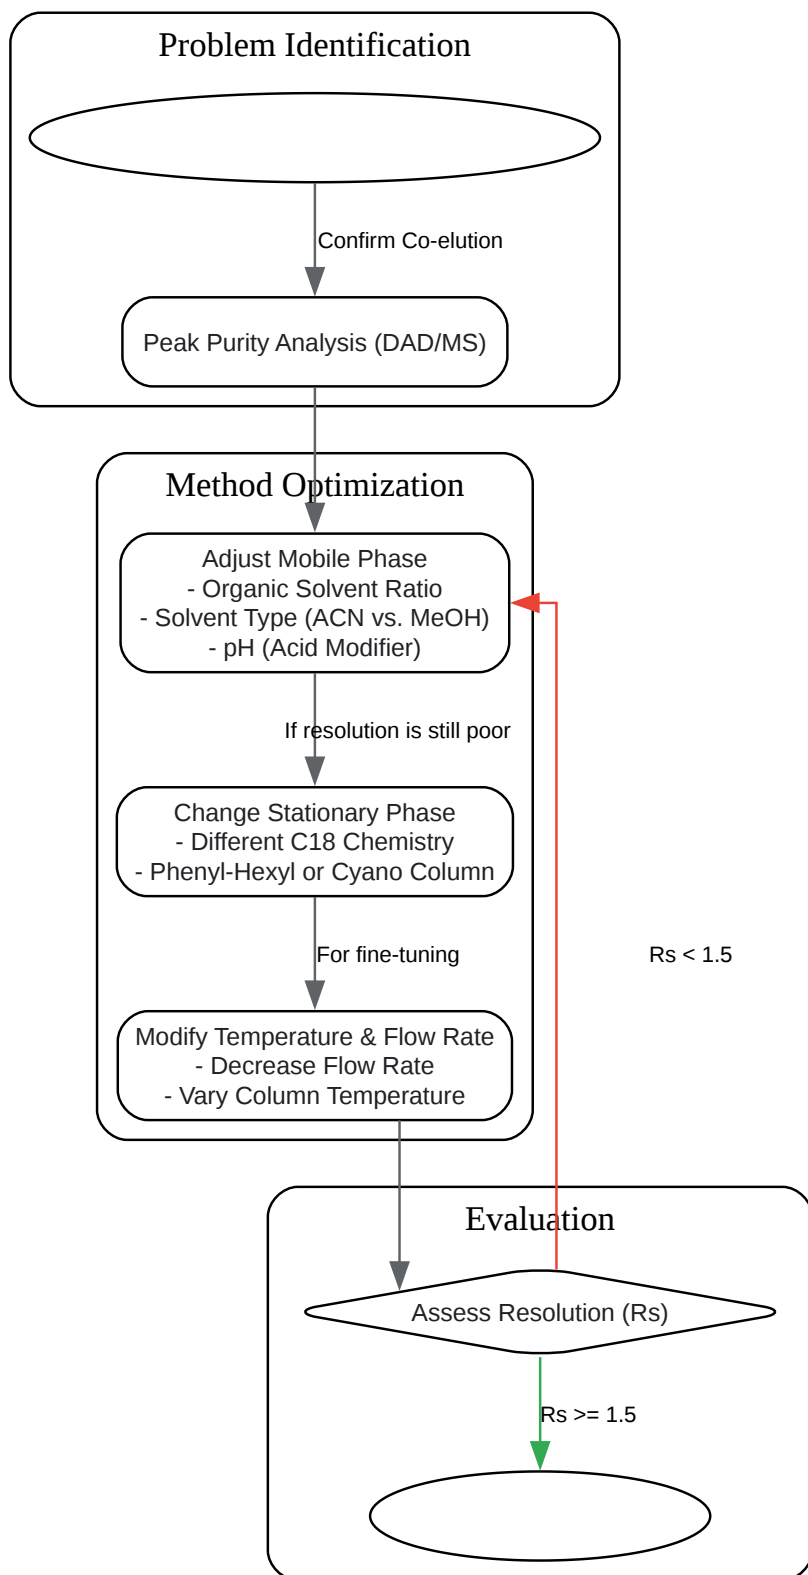 Problem Identification
Confirm Co-elution
Peak Purity Analysis (DAD/MS)
Method Optimization
Adjust Mobile Phase
- Organic Solvent Ratio
- Solvent Type (ACN vs. MeOH)
- pH (Acid Modifier)
If resolution is still poor
Change Stationary Phase
- Different C18 Chemistry
- Phenyl-Hexyl or Cyano Column
For fine-tuning
Rs < 1.5
Modify Temperature & Flow Rate
- Decrease Flow Rate
- Vary Column Temperature
Evaluation
Assess Resolution (Rs)
Rs >= 1.5